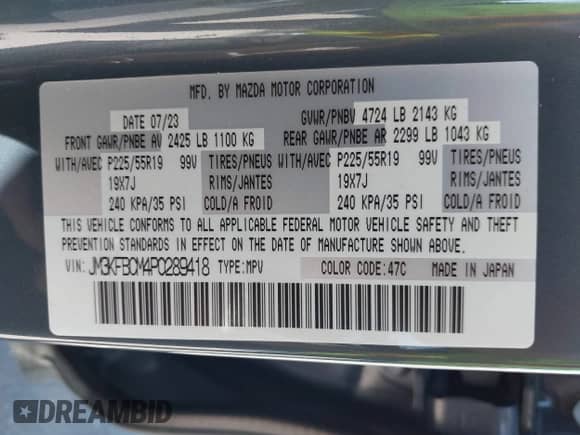 MFD. BY MAZDA MOTOR CORPORATION
DATE 07/23 GVWR/PNBV 4724 LB 2143 KG
FRONT GAWR/PNBE AV 2425 LB 1100 KG REAR GAWR/PNBE AR 2299 LB 1043 KG
WITH/AVEC P225/55R19 99V TIRES/PNEUS WITH/AVEC P225/55R19 99V TIRES/PNEUS
19X7J RIMS/JANTES 19X7J RIMS/JANTES
240 KPA/35 PSI COLD/A FROID 240 KPA/35 PSI COLD/A FROID
THIS VEHICLE CONFORMS TO ALL APPLICABLE FEDERAL MOTOR VEHICLE SAFETY AND THEFT
PREVENTION STANDARDS IN EFFECT ON THE DATE OF MANUFACTURE SHOWN ABOVE.
VIN: JM3KFBCM4P0289418 TYPE:MPV COLOR CODE:47C MADE IN JAPAN
DREAMBID